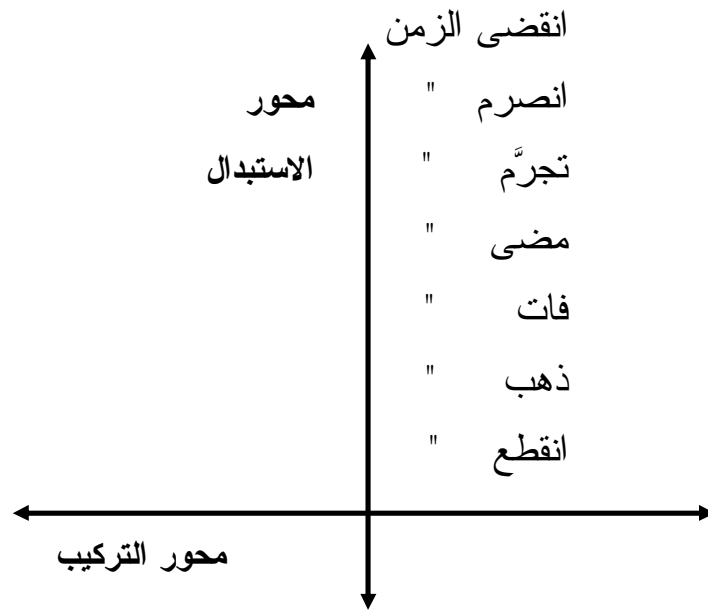 انقضى الزمن
انصرم "
تجرَّم "
مضى "
فات "
ذهب "
انقطع "
محور
الاستبدال
محور التركيب